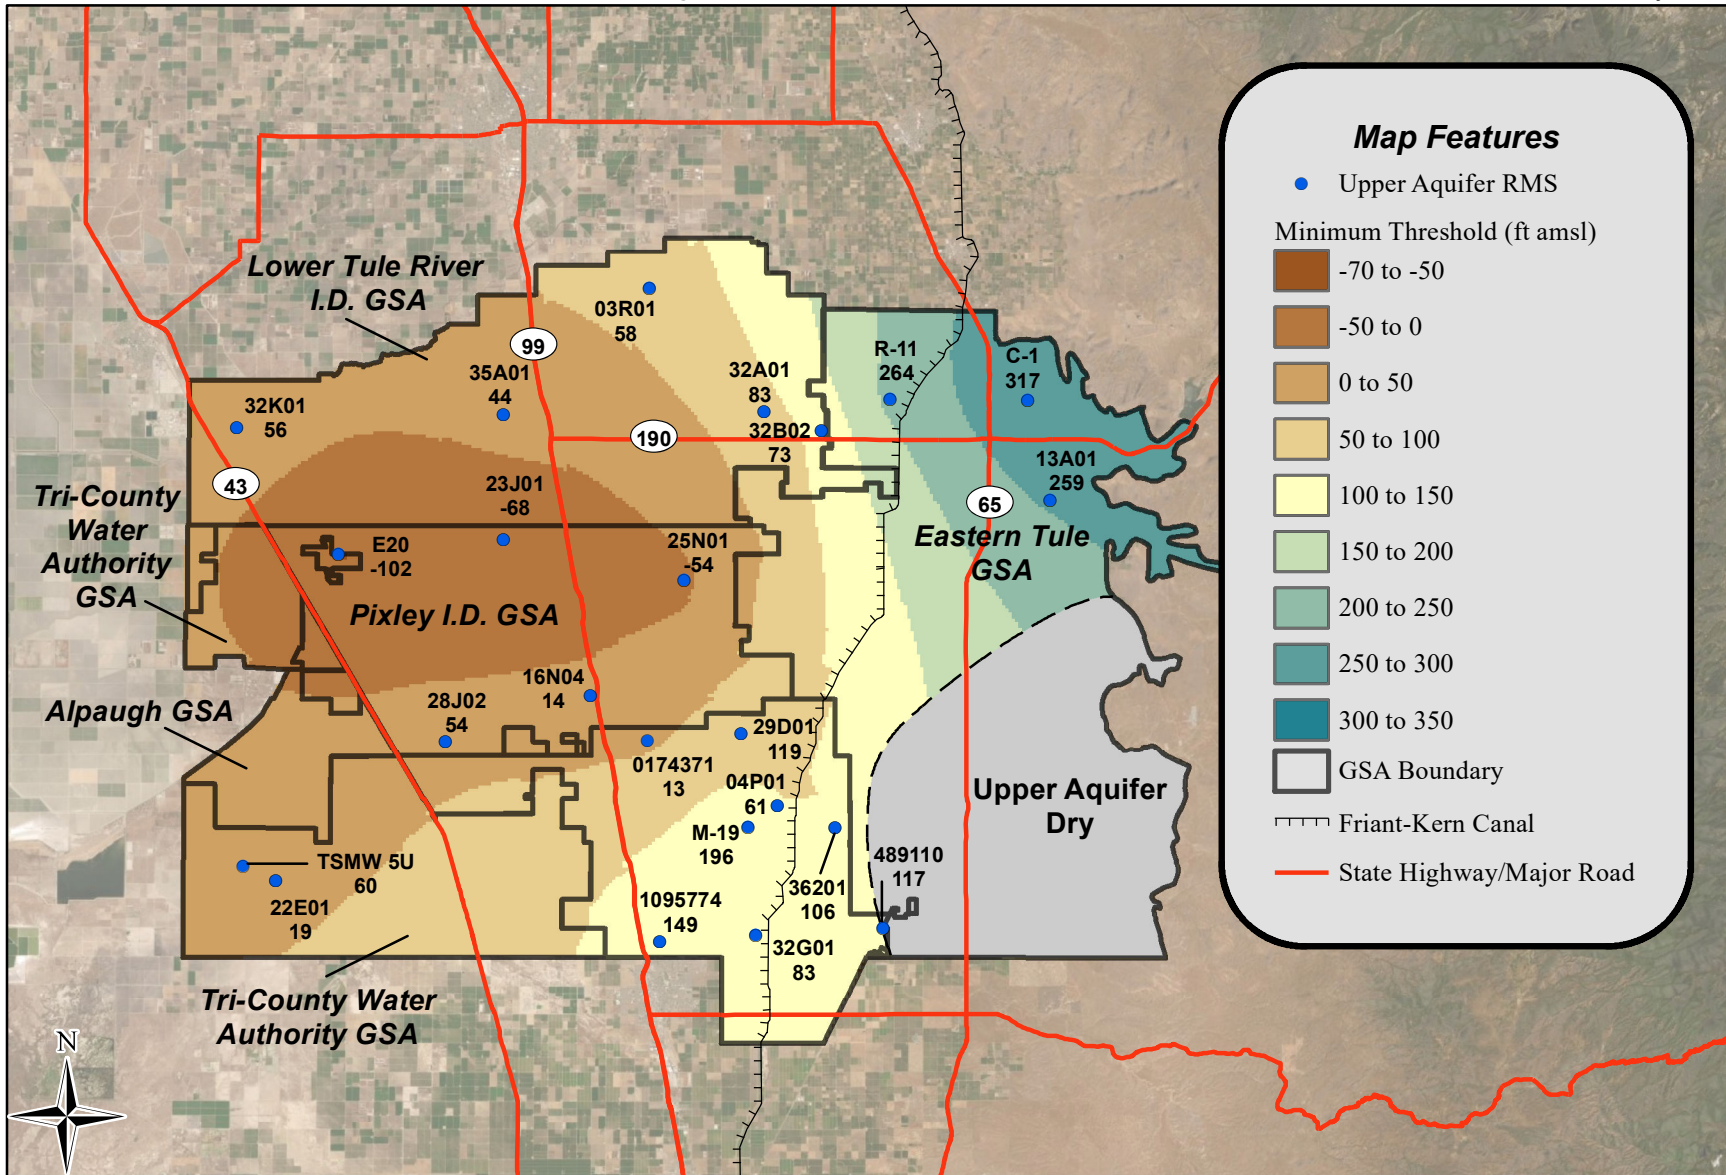 Map Features
Upper Aquifer RMS
Minimum Threshold (ft amsl)
-70 to -50
-50 to 0
0 to 50
50 to 100
100 to 150
150 to 200
200 to 250
250 to 300
300 to 350
GSA Boundary
Friant-Kern Canal
State Highway/Major Road
Lower Tule River
I.D. GSA
03R01
58
99
R-11
264
C-1
317
35A01
44
32A01
83
32K01
56
190
32B02
73
43
13A01
259
65
Tri-County
Water
Authority
GSA
23J01
-68
E20
-102
25N01
-54
Eastern Tule
GSA
Pixley I.D. GSA
Alpaugh GSA
28J02
54
16N04
14
29D01
119
0174371
13
04P01
61
Upper Aquifer
Dry
M-19
196
TSMW 5U
60
22E01
19
36201
106
489110
117
1095774
149
32G01
83
Tri-County Water
Authority GSA
N